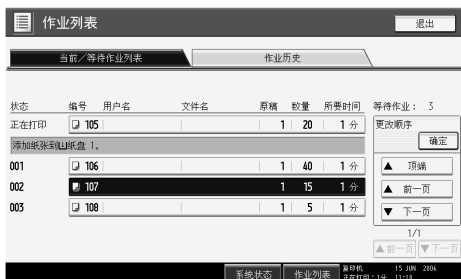 作业列表 退出
当前/等待作业列表 作业历史
状态 编号 用户名 文件名 原稿 数量 所要时间 等待作业： 3
正在打印 105 1 20 1 分 更改顺序
添加纸张到纸盘 1。 确定
001 106 1 40 1 分 ▲ 顶端
002 107 1 15 1 分 ▲ 前一页
003 108 1 5 1 分 ▼ 下一页
1/1
▲前一页 ▼下一页
系统状态 作业列表 复印机 15 JUN 2006
正在打印:1分 11:18